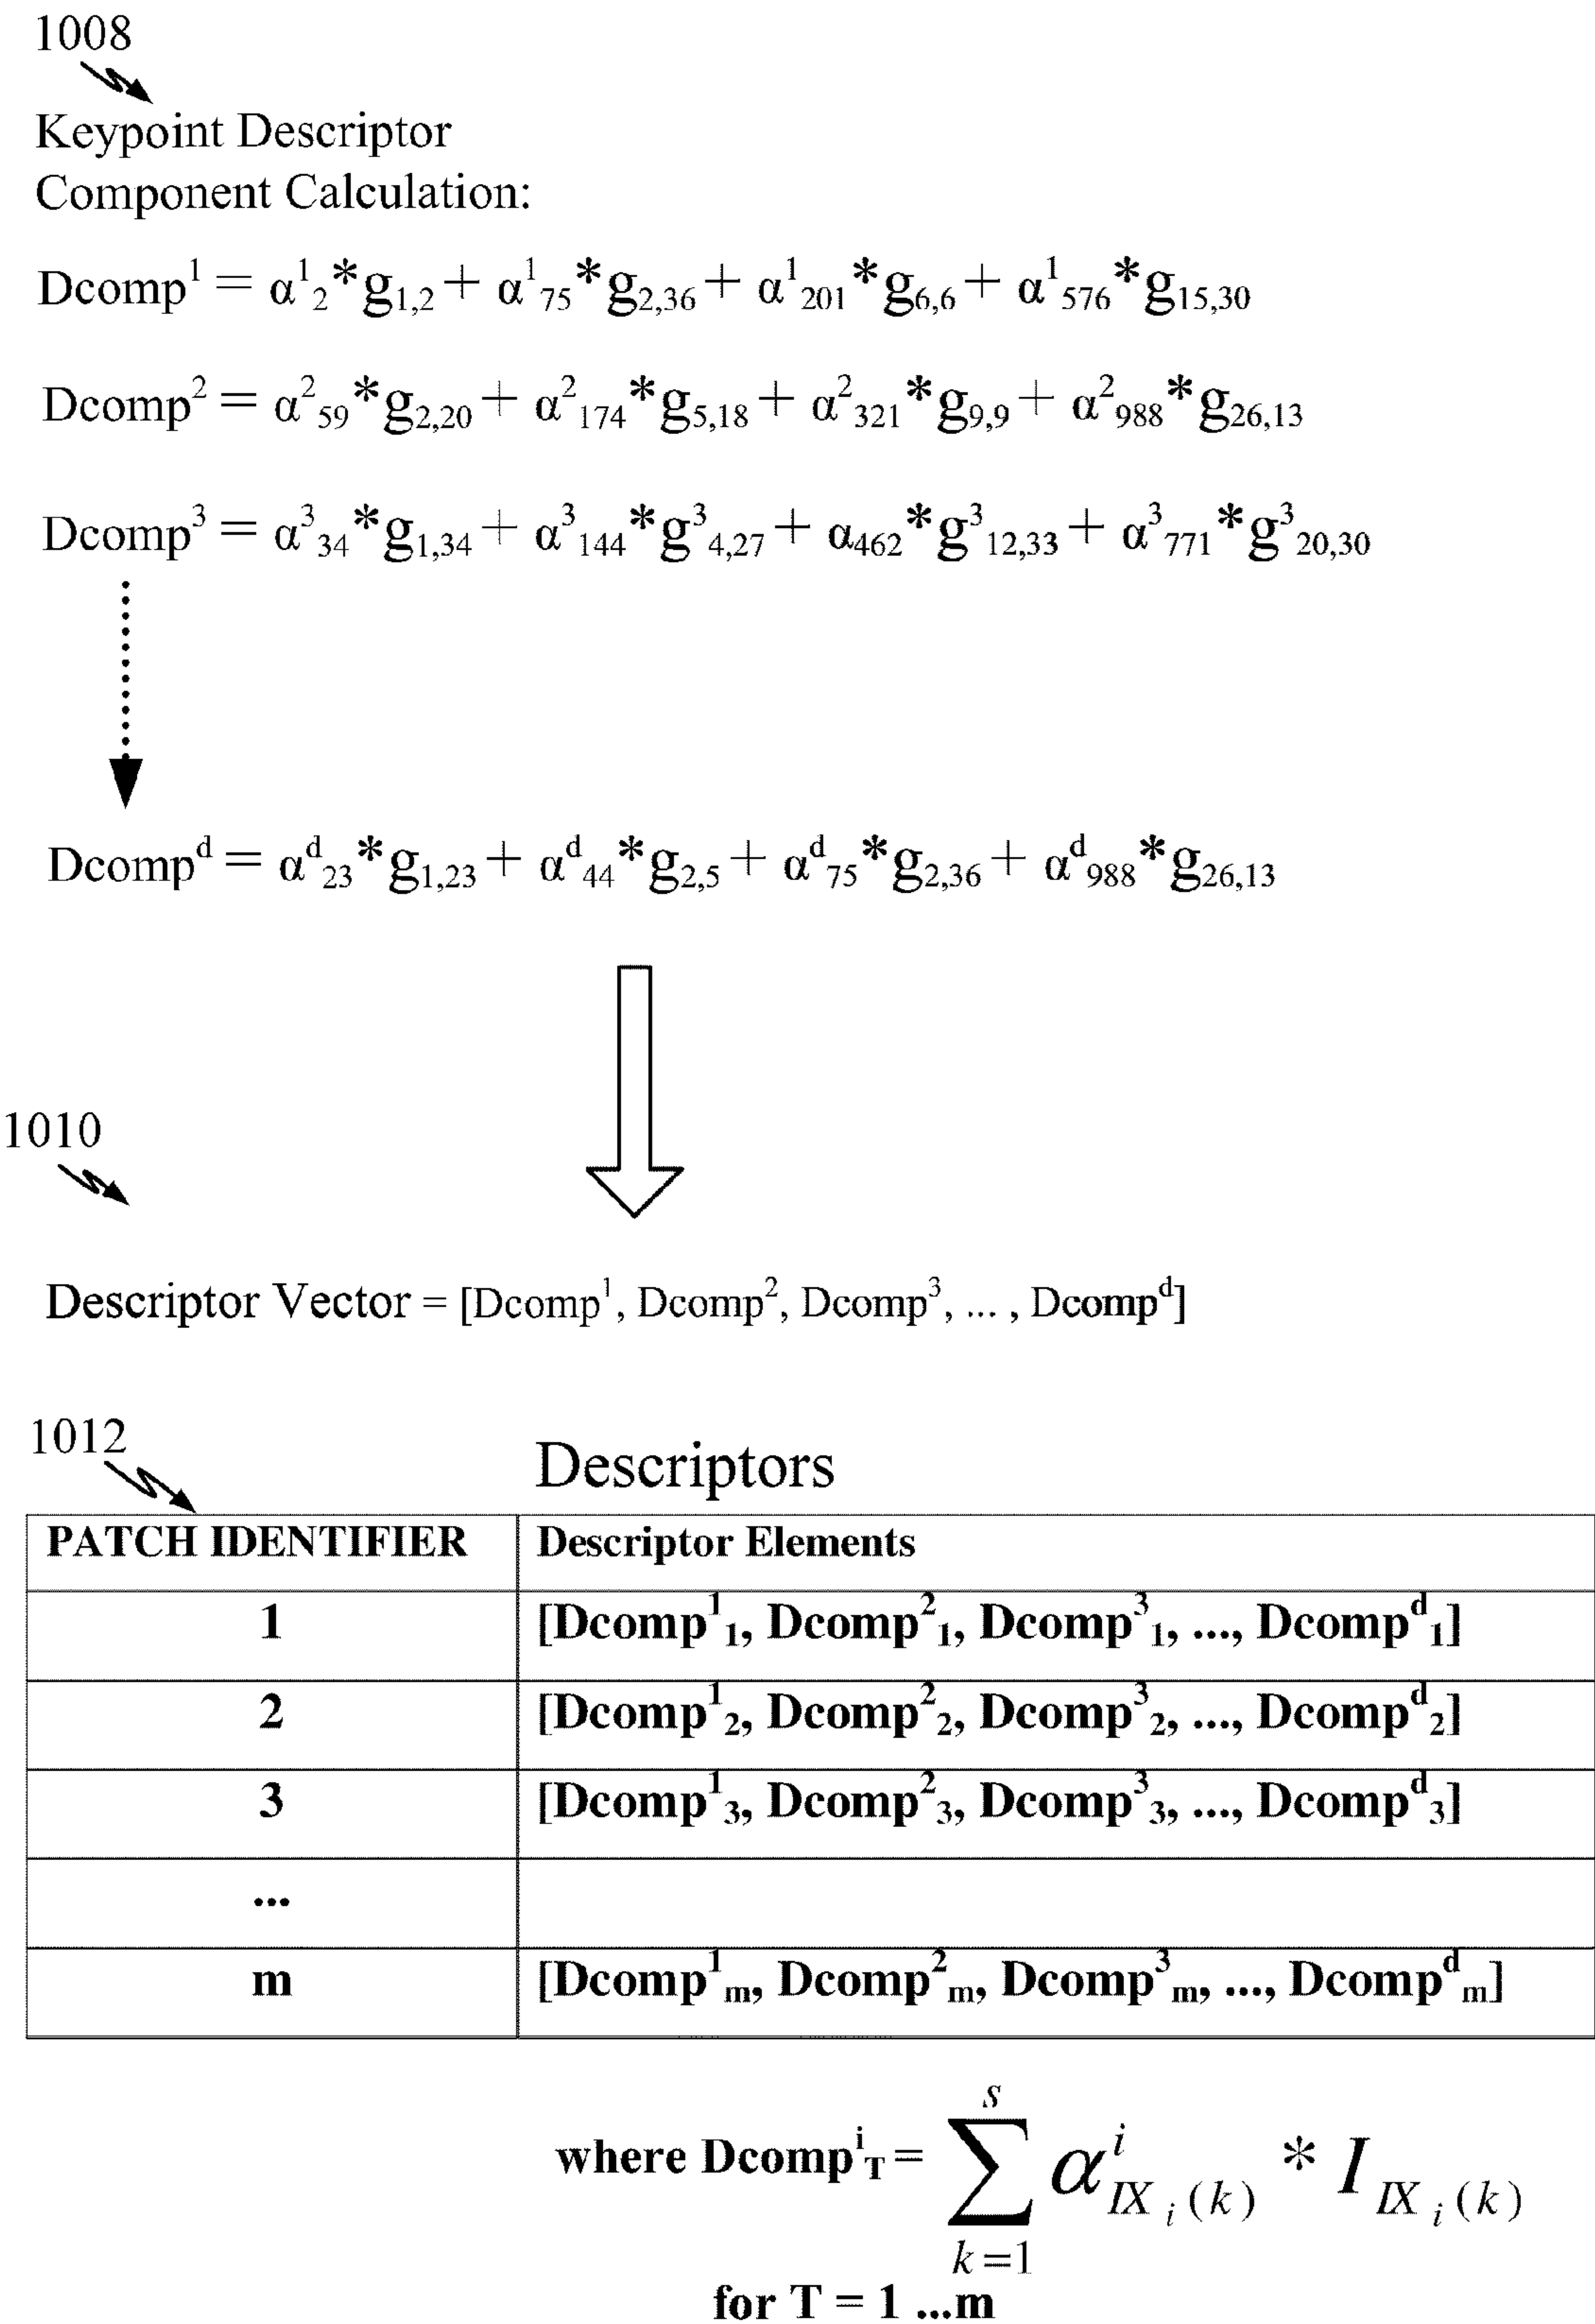 1008
Keypoint Descriptor
Component Calculation:
Dcomp¹ = α¹₂*g₁,₂ + α¹₇₅*g₂,₃₆ + α¹₂₀₁*g₆,₆ + α¹₅₇₆*g₁₅,₃₀
Dcomp² = α²₅₉*g₂,₂₀ + α²₁₇₄*g₅,₁₈ + α²₃₂₁*g₉,₉ + α²₉₈₈*g₂₆,₁₃
Dcomp³ = α³₃₄*g₁,₃₄ + α³₁₄₄*g³₄,₂₇ + α₄₆₂*g³₁₂,₃₃ + α³₇₇₁*g³₂₀,₃₀
Dcompᵈ = αᵈ₂₃*g₁,₂₃ + αᵈ₄₄*g₂,₅ + αᵈ₇₅*g₂,₃₆ + αᵈ₉₈₈*g₂₆,₁₃
1010
Descriptor Vector = [Dcomp¹, Dcomp², Dcomp³, ... , Dcompᵈ]
1012
Descriptors
PATCH IDENTIFIER Descriptor Elements
1 [Dcomp¹₁, Dcomp²₁, Dcomp³₁, ..., Dcompᵈ₁]
2 [Dcomp¹₂, Dcomp²₂, Dcomp³₂, ..., Dcompᵈ₂]
3 [Dcomp¹₃, Dcomp²₃, Dcomp³₃, ..., Dcompᵈ₃]
...
m [Dcomp¹ₘ, Dcomp²ₘ, Dcomp³ₘ, ..., Dcompᵈₘ]
s
where Dcompⁱ_T = ∑ α^i_{IX_i(k)} * I_{IX_i(k)}
k=1
for T = 1 ...m